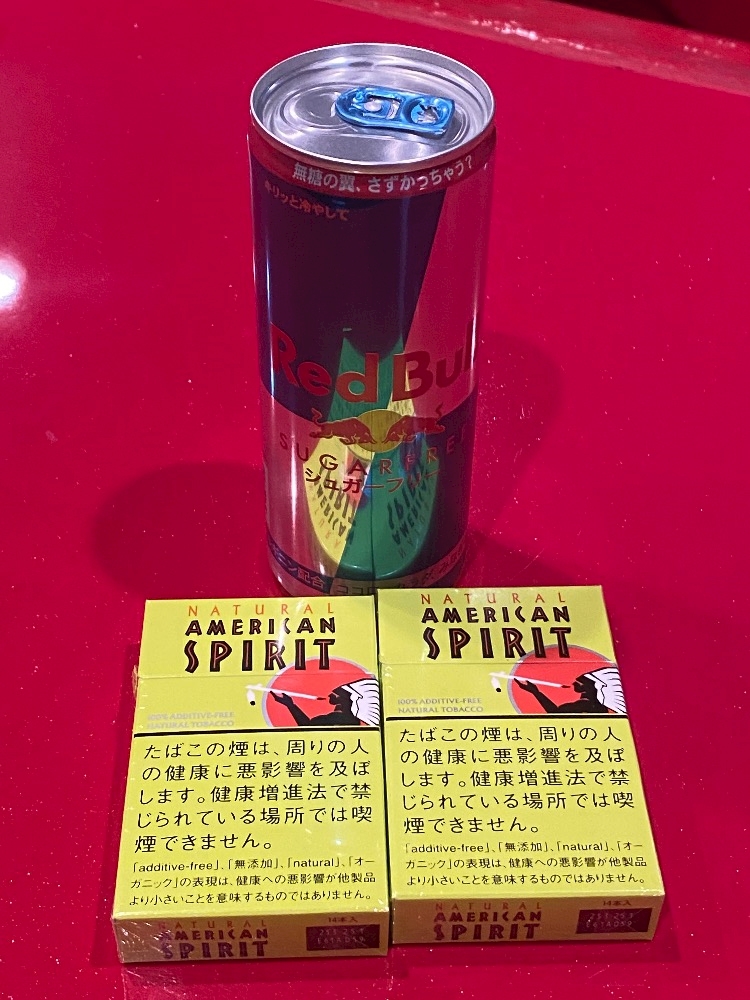 無糖の翼、さずかっちゃう?
キリッと冷やして
Red Bull
SUGARFREE
シュガーフリー
NATURAL
AMERICAN
SPIRIT
100% ADDITIVE-FREE
NATURAL TOBACCO
たばこの煙は、周りの人
の健康に悪影響を及ぼ
します。健康増進法で禁
じられている場所では喫
煙できません。
「additive-free」、「無添加」、「natural」、「オー
ガニック」の表現は、健康への悪影響が他製品
より小さいことを意味するものではありません。
NATURAL
AMERICAN
SPIRIT
14本入
NATURAL
AMERICAN
SPIRIT
100% ADDITIVE-FREE
NATURAL TOBACCO
たばこの煙は、周りの人
の健康に悪影響を及ぼ
します。健康増進法で禁
じられている場所では喫
煙できません。
「additive-free」、「無添加」、「natural」、「オー
ガニック」の表現は、健康への悪影響が他製品
より小さいことを意味するものではありません。
NATURAL
AMERICAN
SPIRIT
14本入